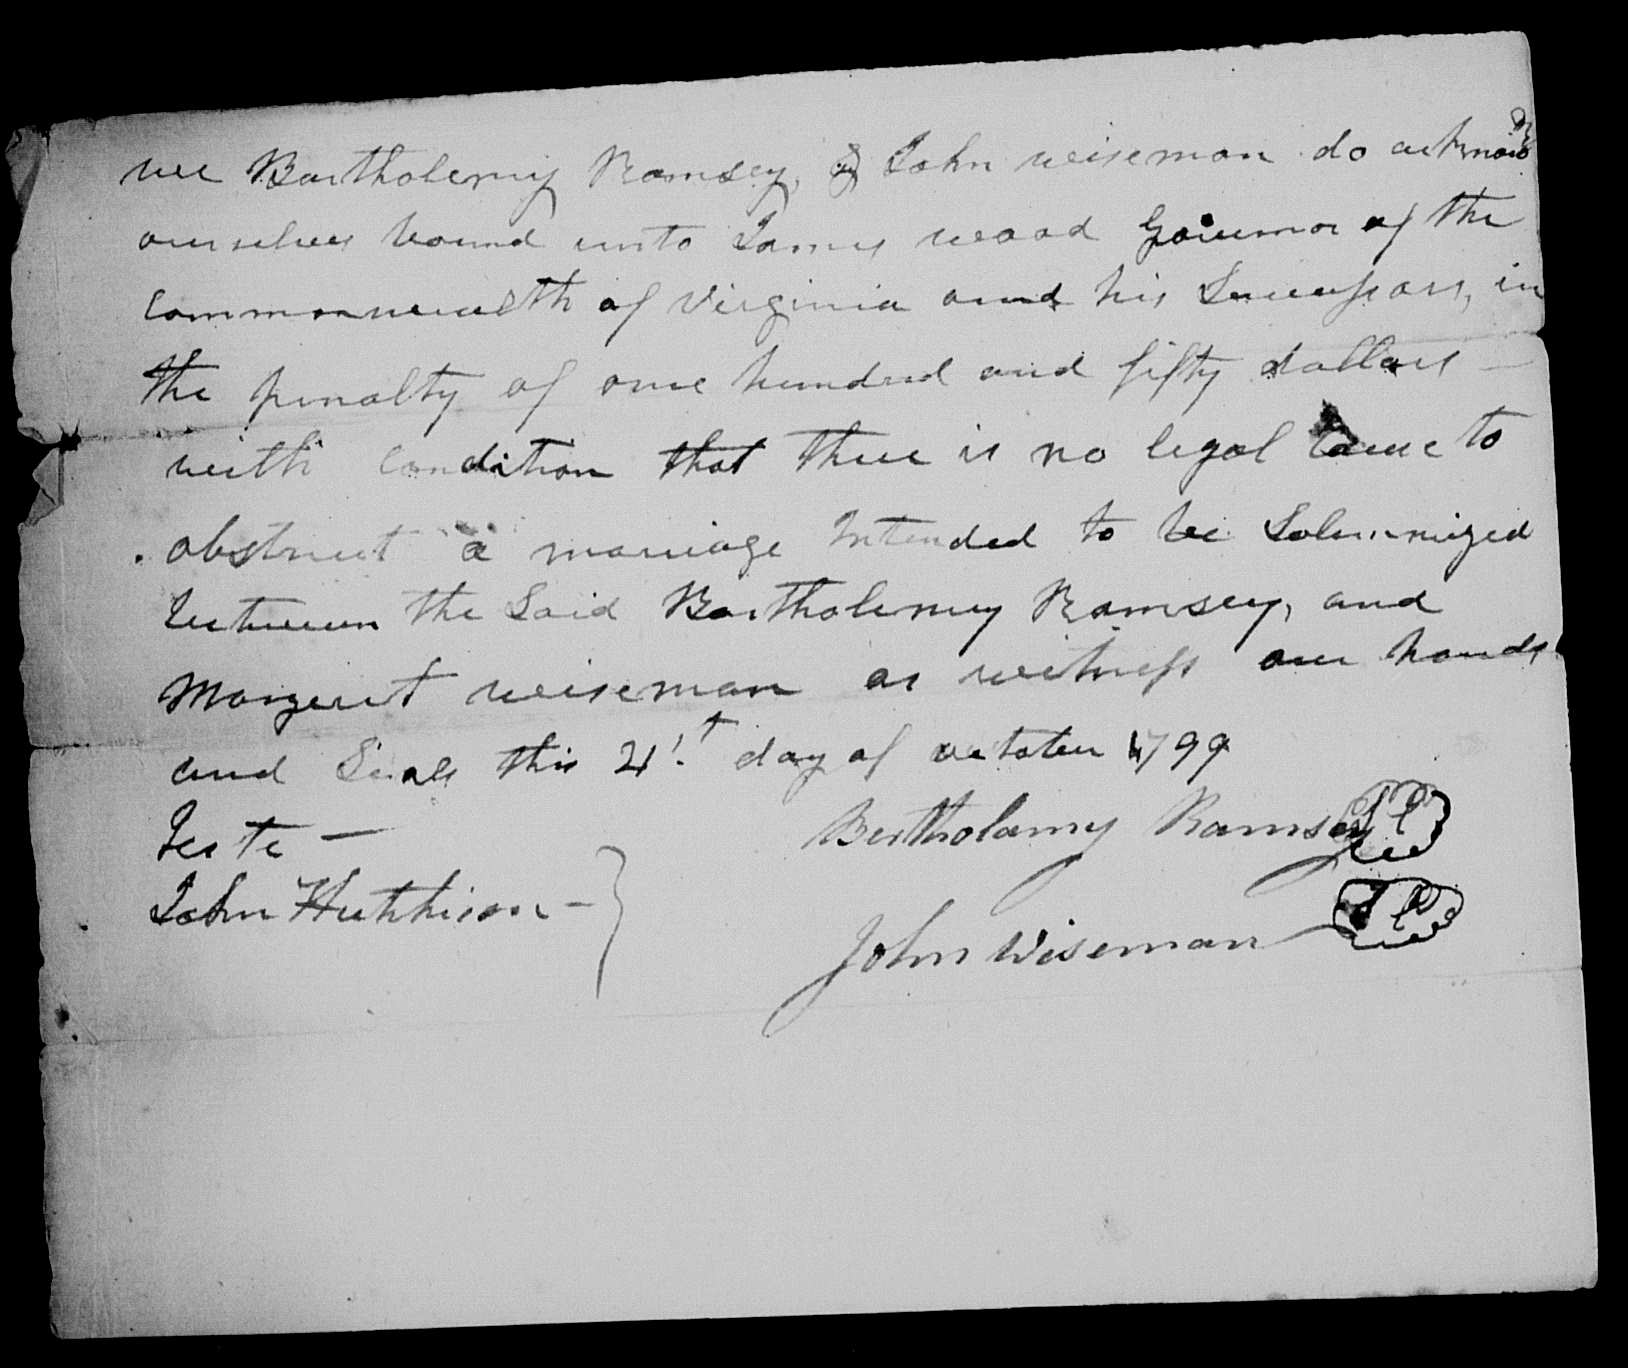 we Bartholemy Ramsey, & John weiseman do acknowg
ourselves bound unto James wood Governor of the
Commonwealth of Virginia and his Successors, in
the penalty of one hundred and fifty dollars —
with Condition that there is no legal Cause to
obstruct a marriage Intended to be Solemnized
between the Said Bartholemy Ramsey, and
Margeret weiseman as witness our hands
and Seals this 21st day of october 1799
Teste —
Bertholamy Ramsey
John Hutchison —
John Wiseman